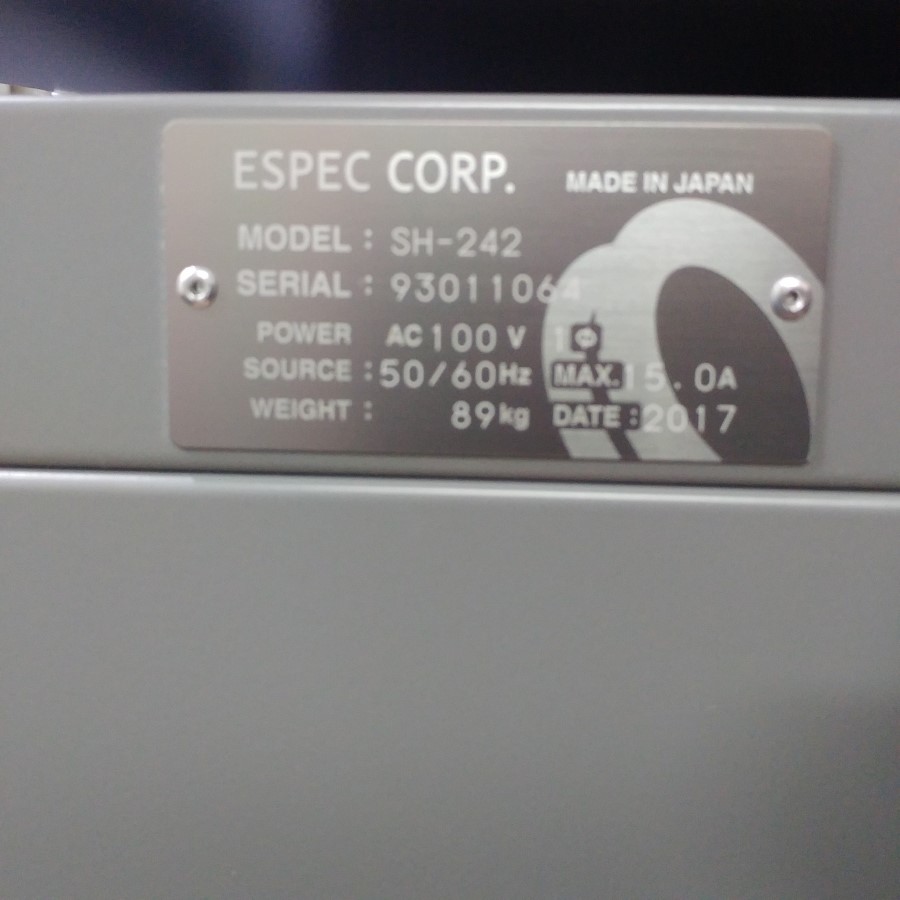 ESPEC CORP. MADE IN JAPAN
MODEL : SH-242
SERIAL : 93011064
POWER AC 100 V 1Φ
SOURCE : 50/60Hz MAX. 15.0A
WEIGHT : 89kg DATE : 2017